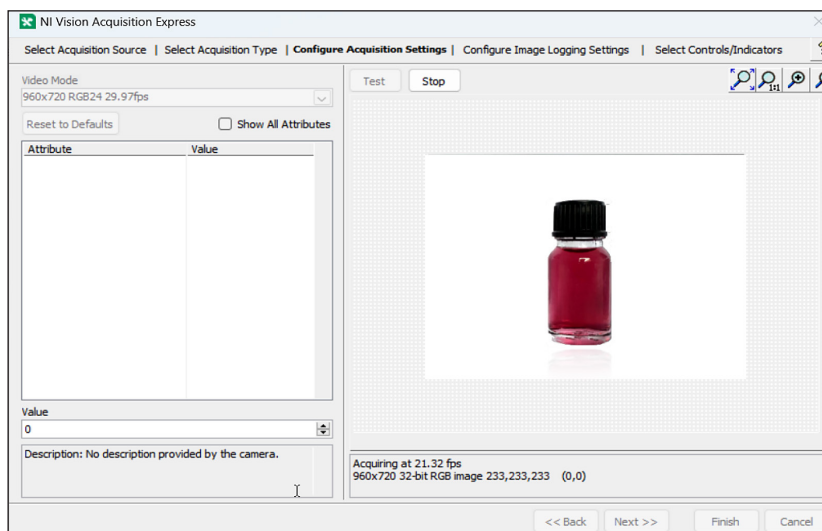 NI Vision Acquisition Express
Select Acquisition Source | Select Acquisition Type | Configure Acquisition Settings | Configure Image Logging Settings | Select Controls/Indicators
Video Mode
960x720 RGB24 29.97fps
Reset to Defaults
Show All Attributes
Attribute Value
Value
0
Description: No description provided by the camera.
Test Stop
1:1
Acquiring at 21.32 fps
960x720 32-bit RGB image 233,233,233 (0,0)
<< Back Next >> Finish Cancel